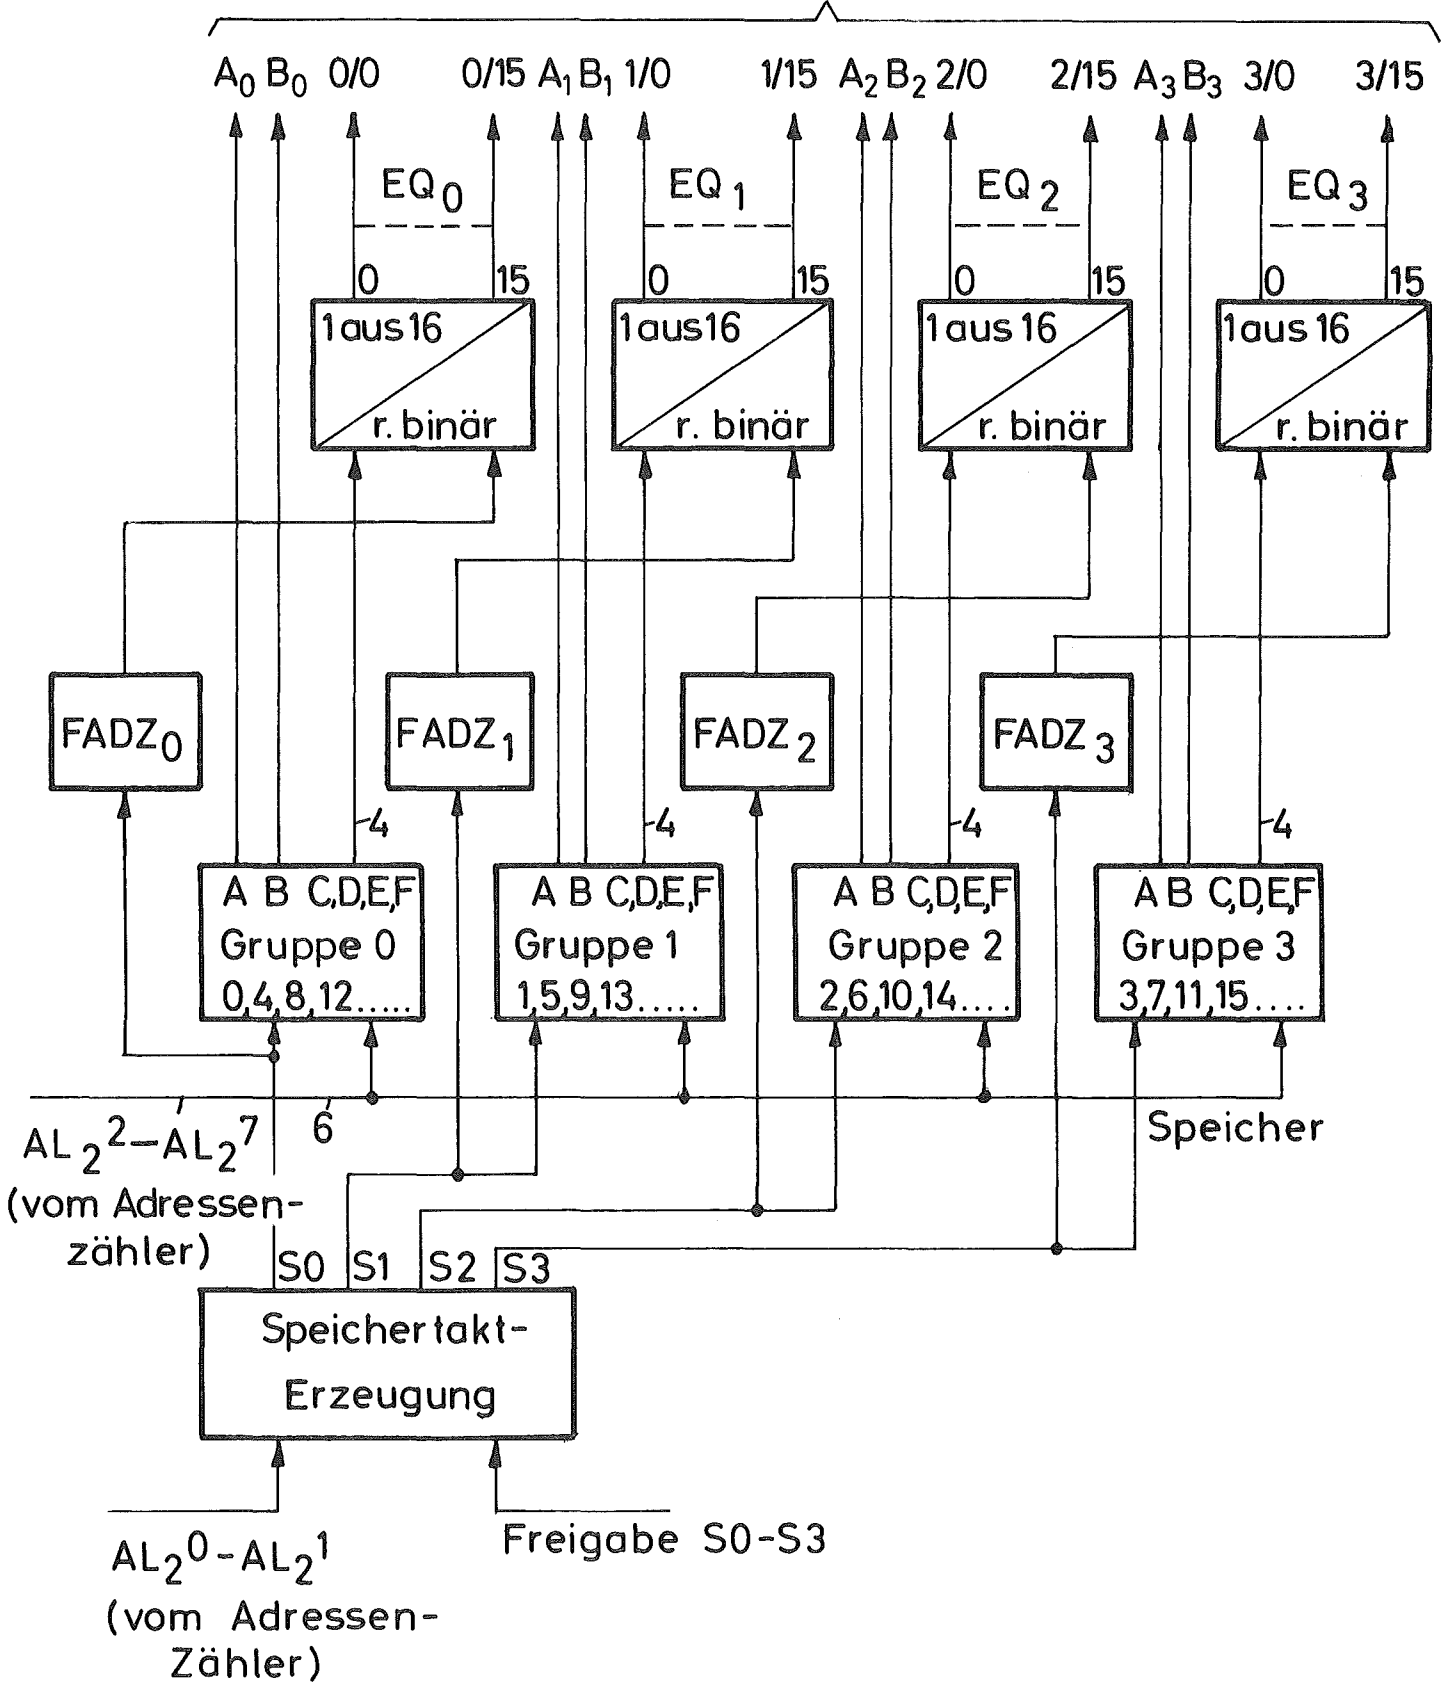 A0 B0 0/0 0/15 A1 B1 1/0 1/15 A2 B2 2/0 2/15 A3 B3 3/0 3/15
EQ0 EQ1 EQ2 EQ3
0 15 0 15 0 15 0 15
1aus16 1aus16 1aus16 1aus16
r. binär r. binär r. binär r. binär
FADZ0 FADZ1 FADZ2 FADZ3
4 4 4 4
A B C,D,E,F A B C,D,E,F A B C,D,E,F A B C,D,E,F
Gruppe 0 Gruppe 1 Gruppe 2 Gruppe 3
0,4,8,12..... 1,5,9,13..... 2,6,10,14.... 3,7,11,15....
AL2²–AL2⁷ 6 Speicher
(vom Adressen-
zähler)
S0 S1 S2 S3
Speichertakt-
Erzeugung
AL2⁰-AL2¹ Freigabe S0-S3
(vom Adressen-
Zähler)